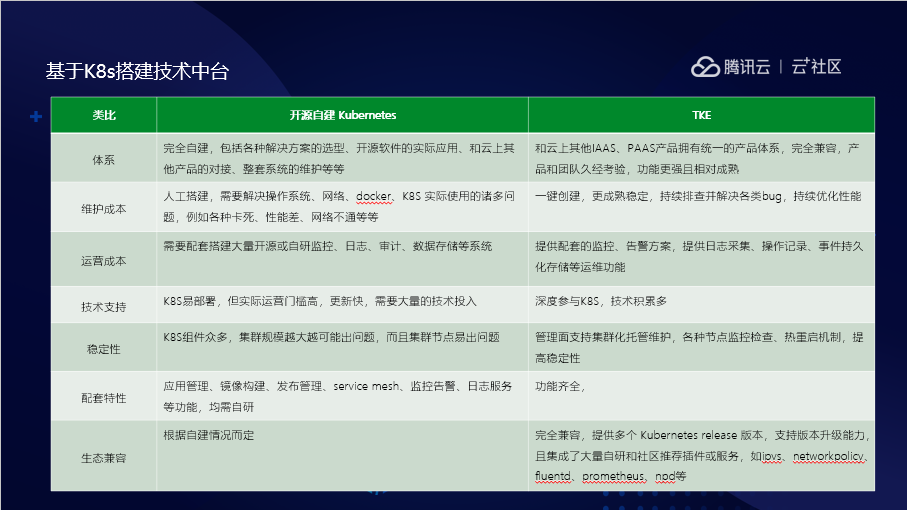 基于K8s搭建技术中台
腾讯云 | 云+社区
类比
开源自建 Kubernetes
TKE
体系
完全自建，包括各种解决方案的选型、开源软件的实际应用、和云上其
他产品的对接、整套系统的维护等等
和云上其他IAAS、PAAS产品拥有统一的产品体系，完全兼容，产
品和团队久经考验，功能更强且相对成熟
维护成本
人工搭建，需要解决操作系统、网络、docker、K8S 实际使用的诸多问
题，例如各种卡死、性能差、网络不通等等
一键创建，更成熟稳定，持续排查并解决各类bug，持续优化性能
运营成本
需要配套搭建大量开源或自研监控、日志、审计、数据存储等系统
提供配套的监控、告警方案，提供日志采集、操作记录、事件持久
化存储等运维功能
技术支持
K8S易部署，但实际运营门槛高，更新快，需要大量的技术投入
深度参与K8S，技术积累多
稳定性
K8S组件众多，集群规模越大越可能出问题，而且集群节点易出问题
管理面支持集群化托管维护，各种节点监控检查、热重启机制，提
高稳定性
配套特性
应用管理、镜像构建、发布管理、service mesh、监控告警、日志服务
等功能，均需自研
功能齐全，
生态兼容
根据自建情况而定
完全兼容，提供多个 Kubernetes release 版本，支持版本升级能力，
且集成了大量自研和社区推荐插件或服务，如ipvs、networkpolicy、
fluentd、prometheus，npd等